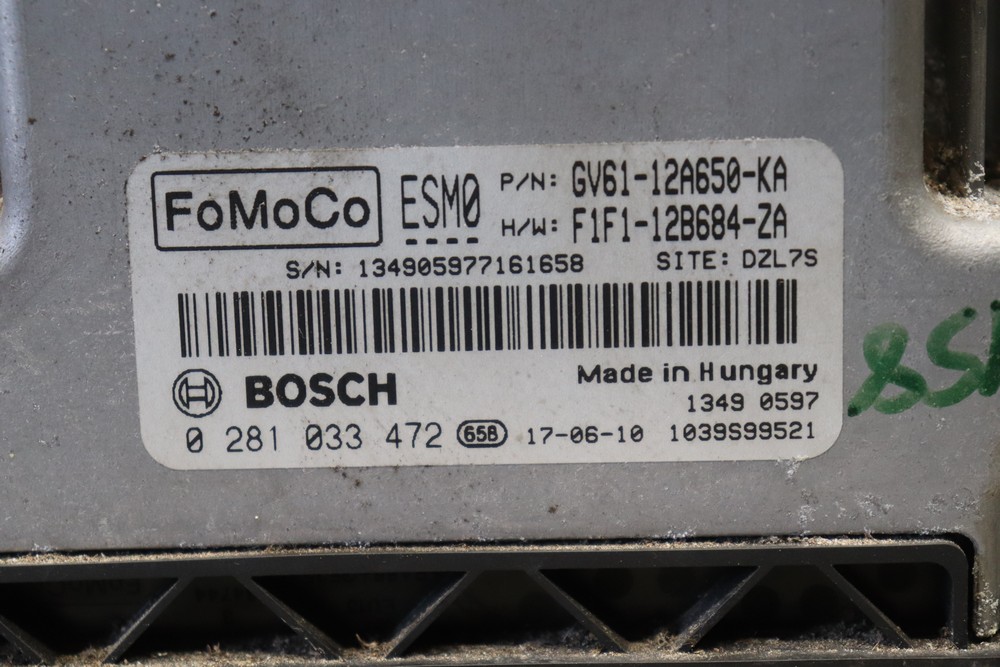 FoMoCo ESM0 P/N: GV61-12A650-KA
H/W: F1F1-12B684-ZA
S/N: 134905977161658 SITE: DZL7S
BOSCH Made in Hungary
1349 0597
0 281 033 472 65B 17-06-10 1039S99521